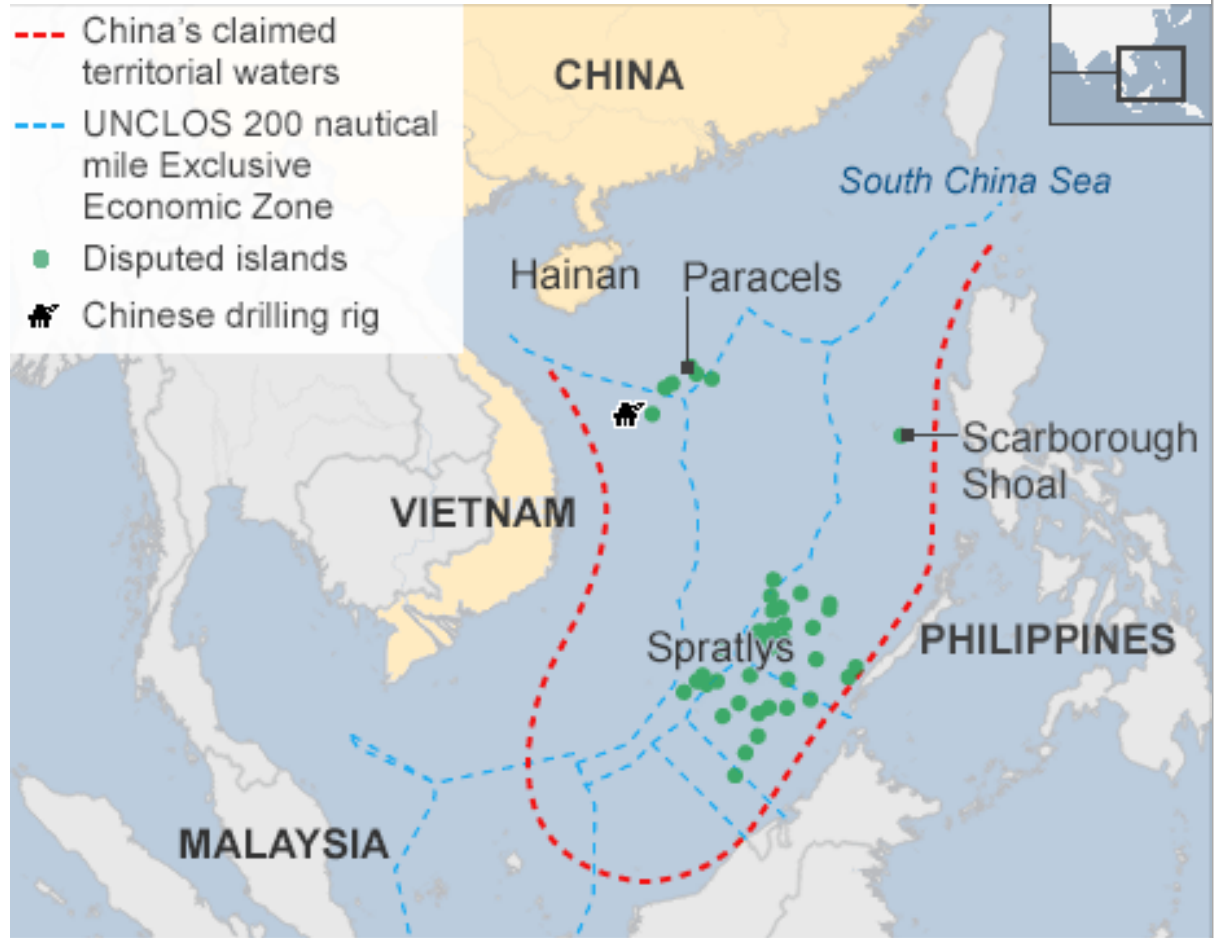 China's claimed
territorial waters
UNCLOS 200 nautical
mile Exclusive
Economic Zone
Disputed islands
Chinese drilling rig
CHINA
South China Sea
Hainan
Paracels
Scarborough
Shoal
VIETNAM
Spratlys
PHILIPPINES
MALAYSIA